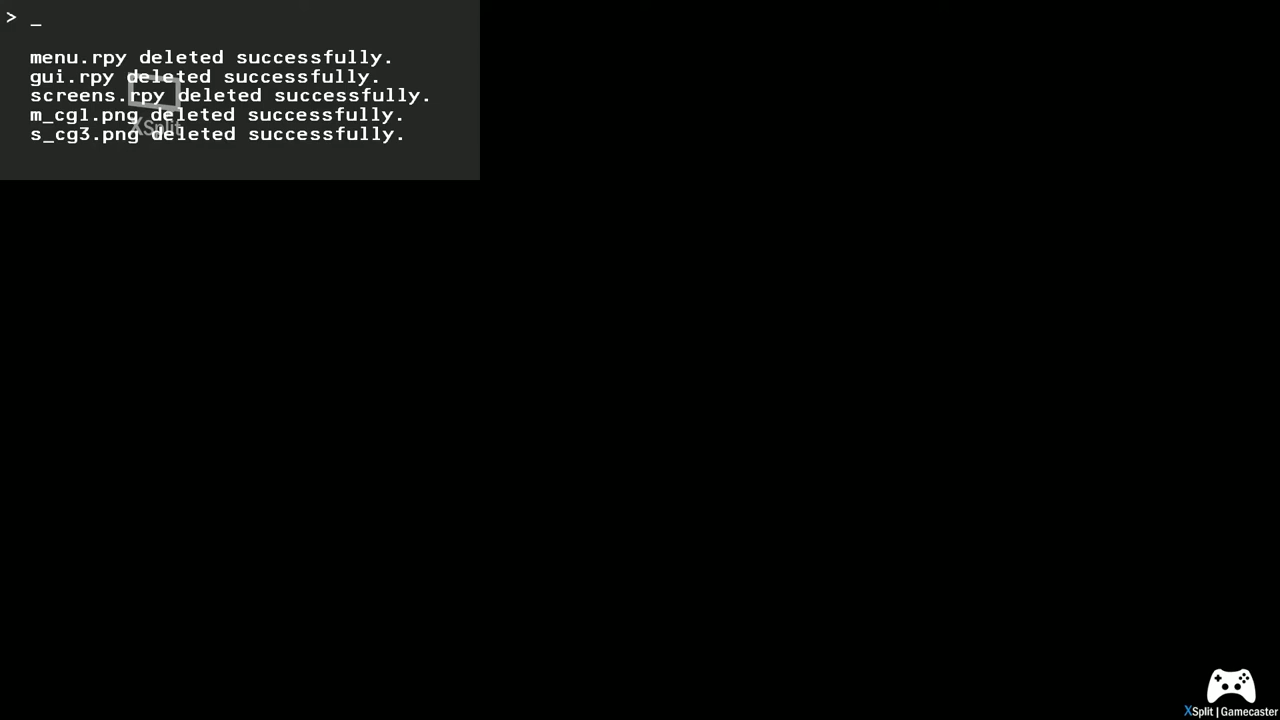 > _
menu.rpy deleted successfully.
gui.rpy deleted successfully.
screens.rpy deleted successfully.
m_cg1.png deleted successfully.
s_cg3.png deleted successfully.
XSplit
XSplit | Gamecaster